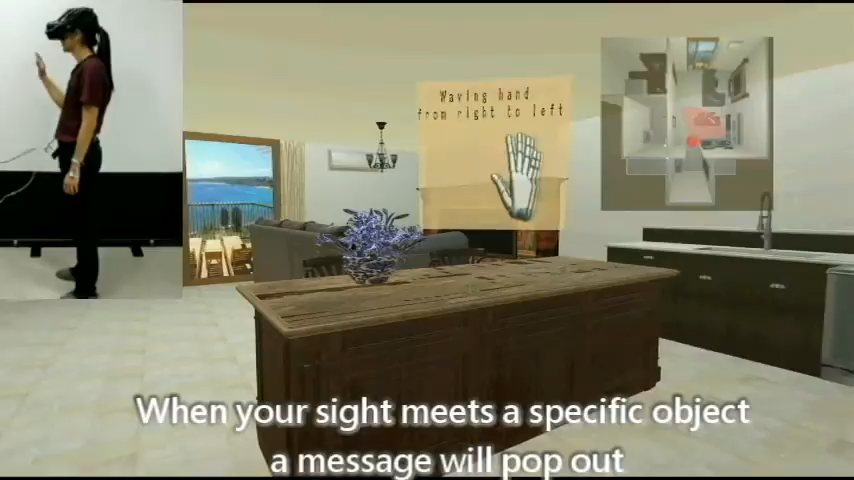 Waving hand
from right to left
When your sight meets a specific object
a message will pop out